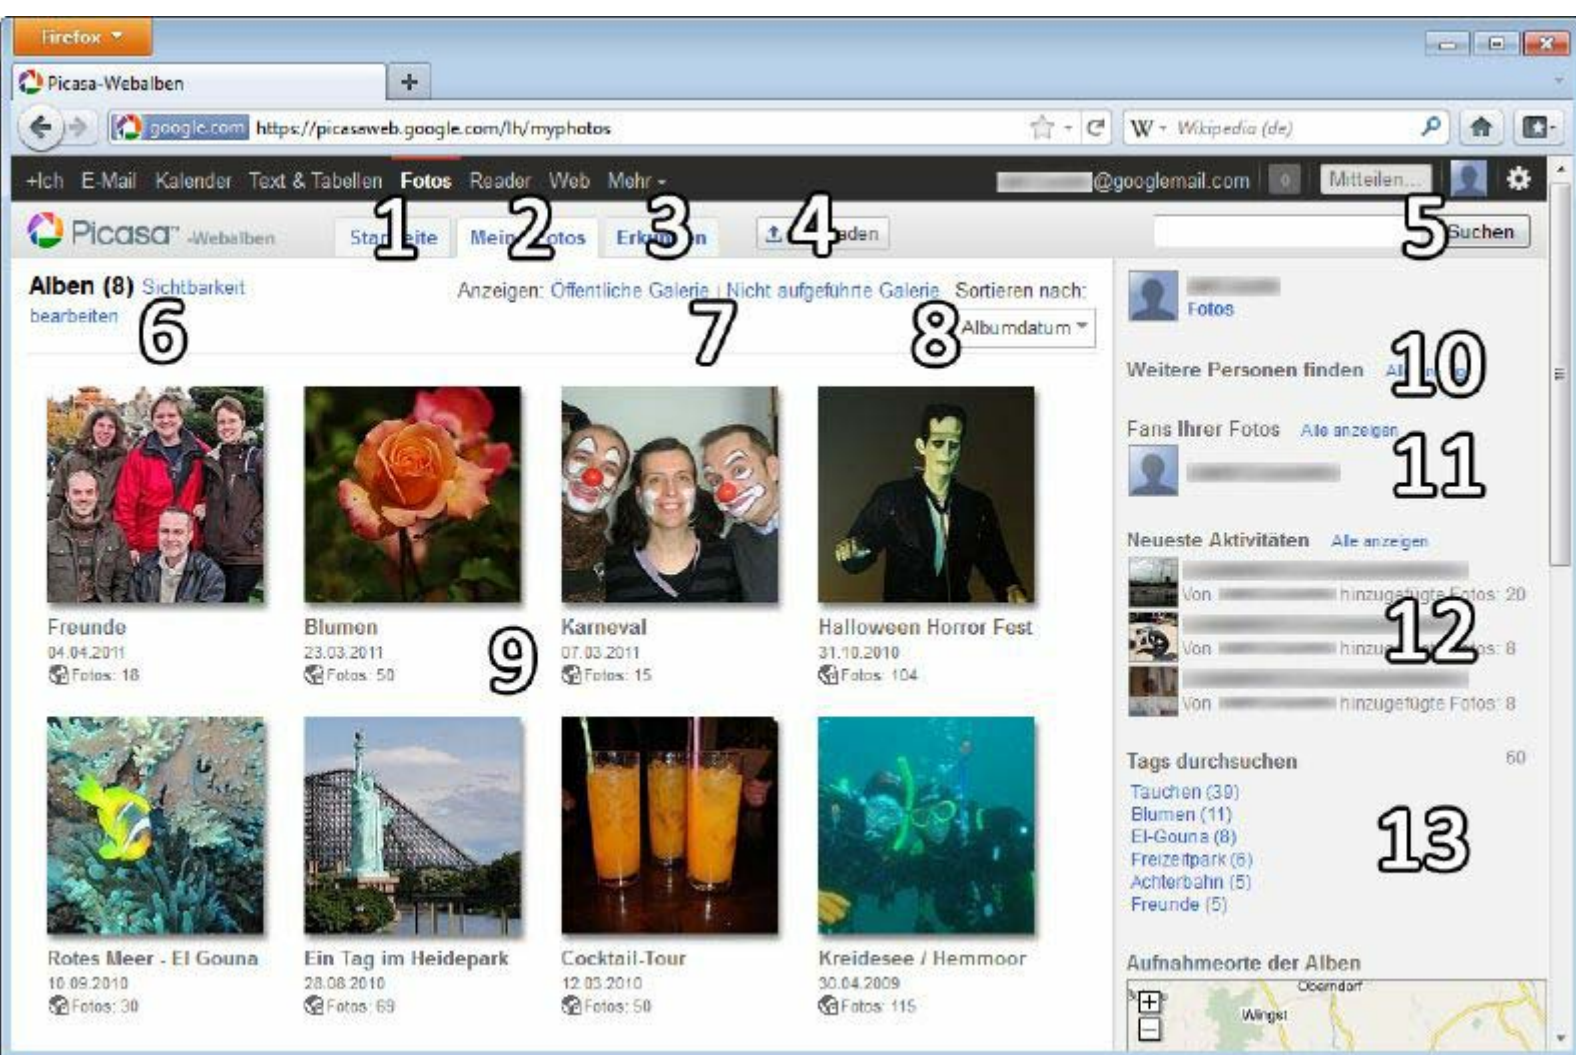 Firefox
Picasa-Webalben
google.com https://picasaweb.google.com/lh/myphotos W Wikipedia (de)
+Ich E-Mail Kalender Text & Tabellen Fotos Reader Web Mehr @googlemail.com 0 Mitteilen...
Picasa™ -Webalben 1 2 3 4 5 Suchen
Alben (8) Sichtbarkeit
bearbeiten
Anzeigen: Öffentliche Galerie | Nicht aufgeführte Galerie Sortieren nach:
Albumdatum
6 7 8
Fotos
Weitere Personen finden 10
Fans Ihrer Fotos Alle anzeigen
11
Neueste Aktivitäten Alle anzeigen
Von hinzugefügte Fotos: 20
Von Fotos: 8
Von hinzugefügte Fotos: 8
12
Freunde Blumen Karneval Halloween Horror Fest
04.04.2011 23.03.2011 07.03.2011 31.10.2010
Fotos: 18 Fotos: 50 Fotos: 15 Fotos: 104
9
Tags durchsuchen 60
Tauchen (39)
Blumen (11)
El-Gouna (8)
Freizeitpark (6)
Achterbahn (5)
Freunde (5)
13
Rotes Meer - El Gouna Ein Tag im Heidepark Cocktail-Tour Kreidesee / Hemmoor
10.09.2010 28.08.2010 12.03.2010 30.04.2009
Fotos: 30 Fotos: 69 Fotos: 50 Fotos: 115
Aufnahmeorte der Alben
Oberndorf
Wingst